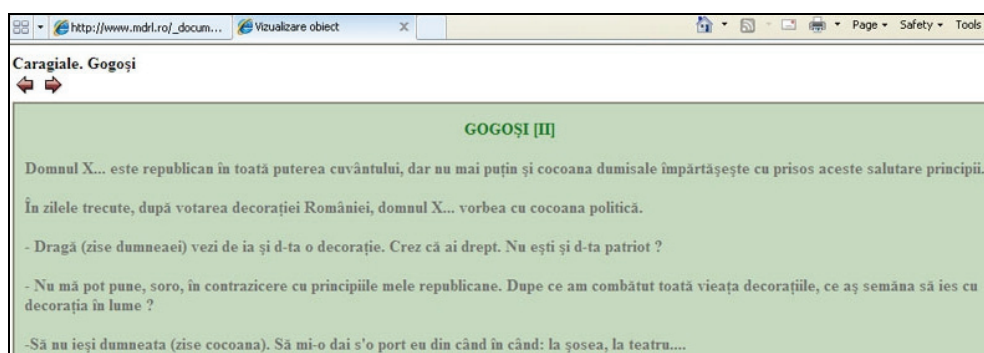 http://www.mdrl.ro/_docum...
Vizualizare obiect
X
Page
Safety
Tools
Caragiale. Gogoşi
GOGOŞI [II]
Domnul X... este republican în toată puterea cuvântului, dar nu mai puţin şi cocoana dumisale împărtăşeşte cu prisos aceste salutare principii.
În zilele trecute, după votarea decoraţiei României, domnul X... vorbea cu cocoana politică.
- Dragă (zise dumneaei) vezi de ia şi d-ta o decoraţie. Crez că ai drept. Nu eşti şi d-ta patriot ?
- Nu mă pot pune, soro, în contrazicere cu principiile mele republicane. Dupe ce am combătut toată vieaţa decoraţiile, ce aş semăna să ies cu
decoraţia în lume ?
-Să nu ieşi dumneata (zise cocoana). Să mi-o dai s'o port eu din când în când: la şosea, la teatru....